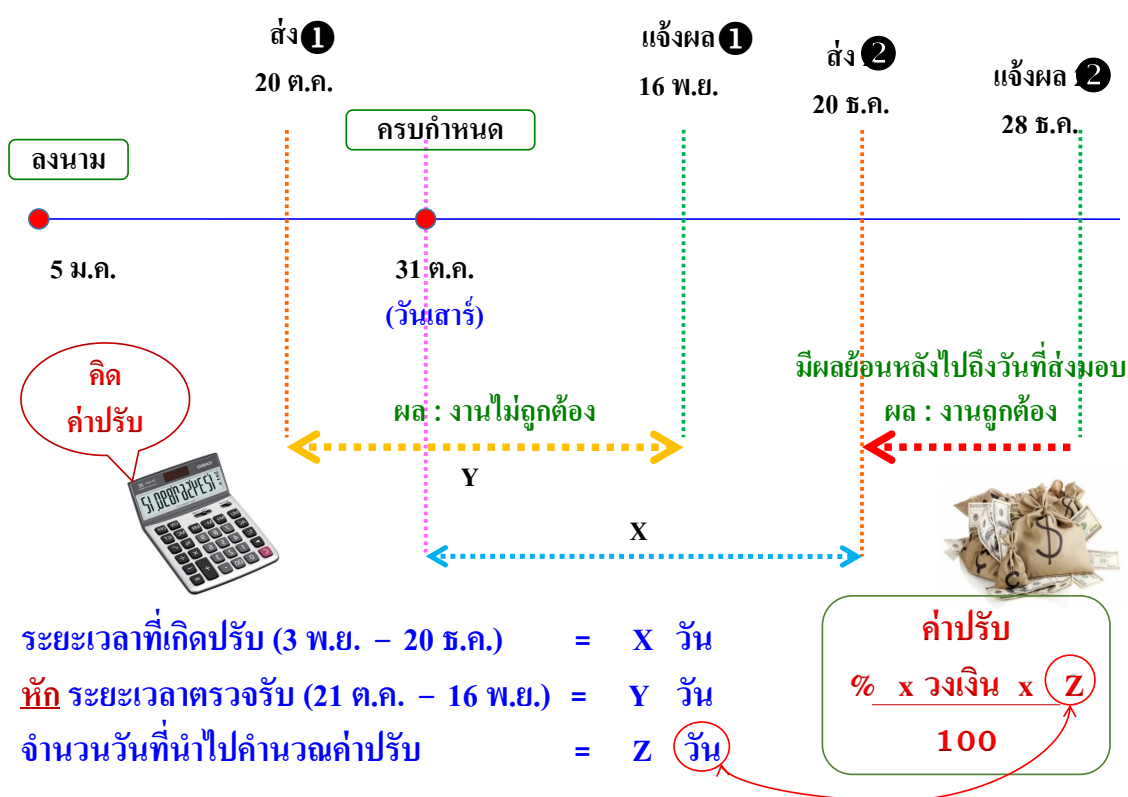 ส่ง ❶
20 ต.ค.
แจ้งผล ❶
16 พ.ย.
ส่ง ❷
20 ธ.ค.
แจ้งผล ❷
28 ธ.ค.
ลงนาม
ครบกำหนด
5 ม.ค.
31 ต.ค.
(วันเสาร์)
คิด
ค่าปรับ
ผล : งานไม่ถูกต้อง
มีผลย้อนหลังไปถึงวันที่ส่งมอบ
ผล : งานถูกต้อง
Y
X
ระยะเวลาที่เกิดปรับ (3 พ.ย. – 20 ธ.ค.) = X วัน
หัก ระยะเวลาตรวจรับ (21 ต.ค. – 16 พ.ย.) = Y วัน
จำนวนวันที่นำไปคำนวณค่าปรับ = Z วัน
ค่าปรับ
% x วงเงิน x Z
100